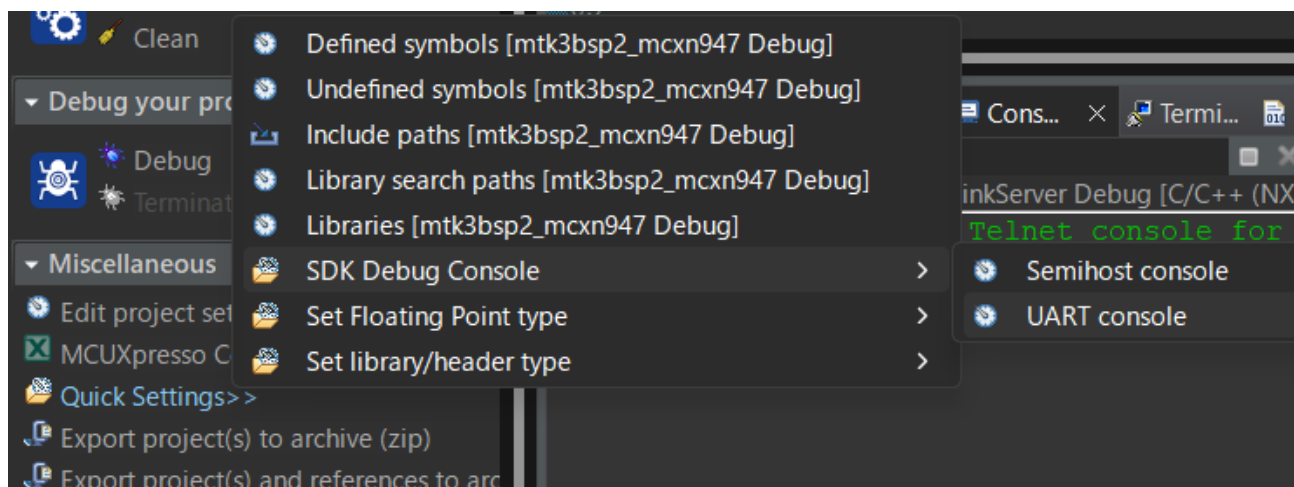 Clean
Debug your pro
Debug
Terminat
Miscellaneous
Edit project set
MCUXpresso C
Quick Settings>>
Export project(s) to archive (zip)
Export project(s) and references to arc
Defined symbols [mtk3bsp2_mcxn947 Debug]
Undefined symbols [mtk3bsp2_mcxn947 Debug]
Include paths [mtk3bsp2_mcxn947 Debug]
Library search paths [mtk3bsp2_mcxn947 Debug]
Libraries [mtk3bsp2_mcxn947 Debug]
SDK Debug Console
Set Floating Point type
Set library/header type
Semihost console
UART console
Cons...
Termi...
010
inkServer Debug [C/C++ (NX
Telnet console for